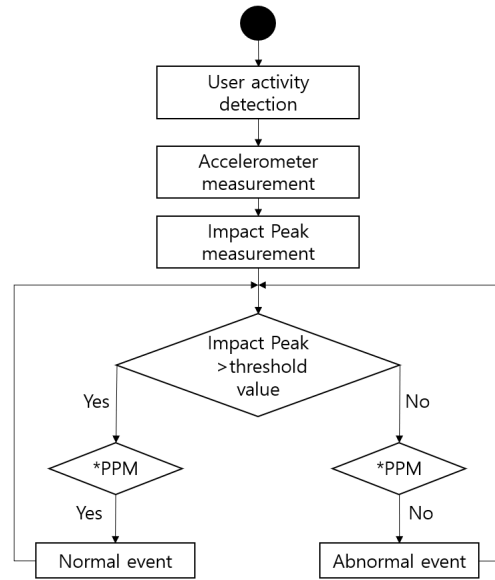 User activity
detection
Accelerometer
measurement
Impact Peak
measurement
Impact Peak
>threshold
value
Yes
No
*PPM
*PPM
Yes
No
Normal event
Abnormal event